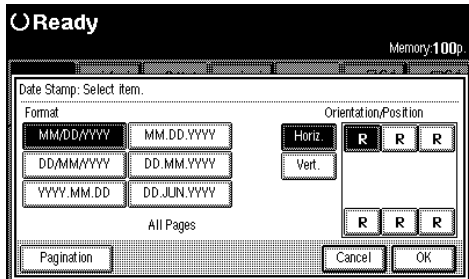 Ready
Memory:100p.
Date Stamp: Select item.
Format
Orientation/Position
MM/DD/YYYY MM.DD.YYYY Horiz. R R R
DD/MM/YYYY DD.MM.YYYY Vert.
YYYY.MM.DD DD.JUN.YYYY
All Pages R R R
Pagination Cancel OK